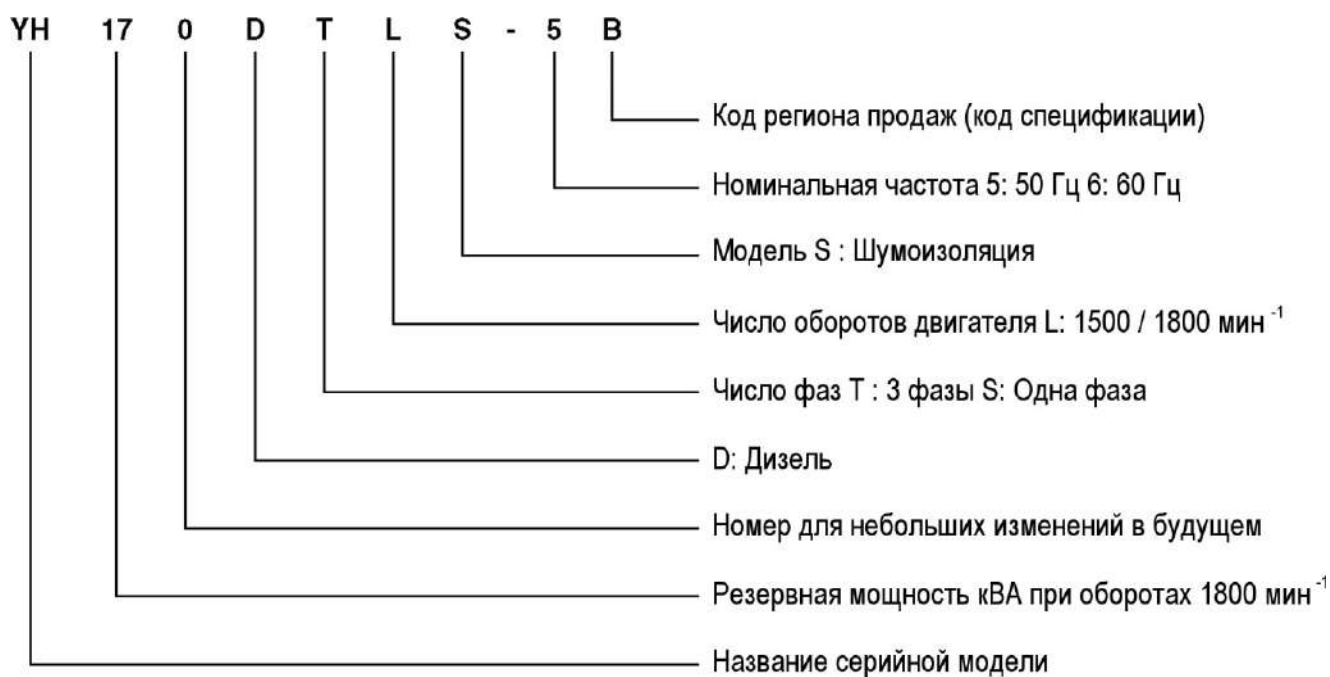 YH 17 0 D T L S - 5 B
Код региона продаж (код спецификации)
Номинальная частота 5: 50 Гц 6: 60 Гц
Модель S : Шумоизоляция
Число оборотов двигателя L: 1500 / 1800 мин -1
Число фаз T : 3 фазы S: Одна фаза
D: Дизель
Номер для небольших изменений в будущем
Резервная мощность кВА при оборотах 1800 мин -1
Название серийной модели